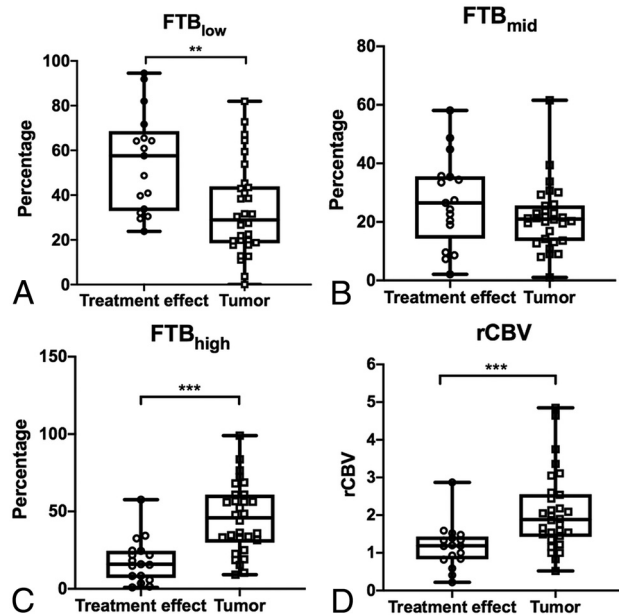 FTBlow
**
100
80
60
40
20
0
Percentage
Treatment effect Tumor
A
FTBmid
80
60
40
20
0
Percentage
Treatment effect Tumor
B
FTBhigh
***
150
100
50
0
Percentage
Treatment effect Tumor
C
rCBV
***
6
5
4
3
2
1
0
rCBV
Treatment effect Tumor
D